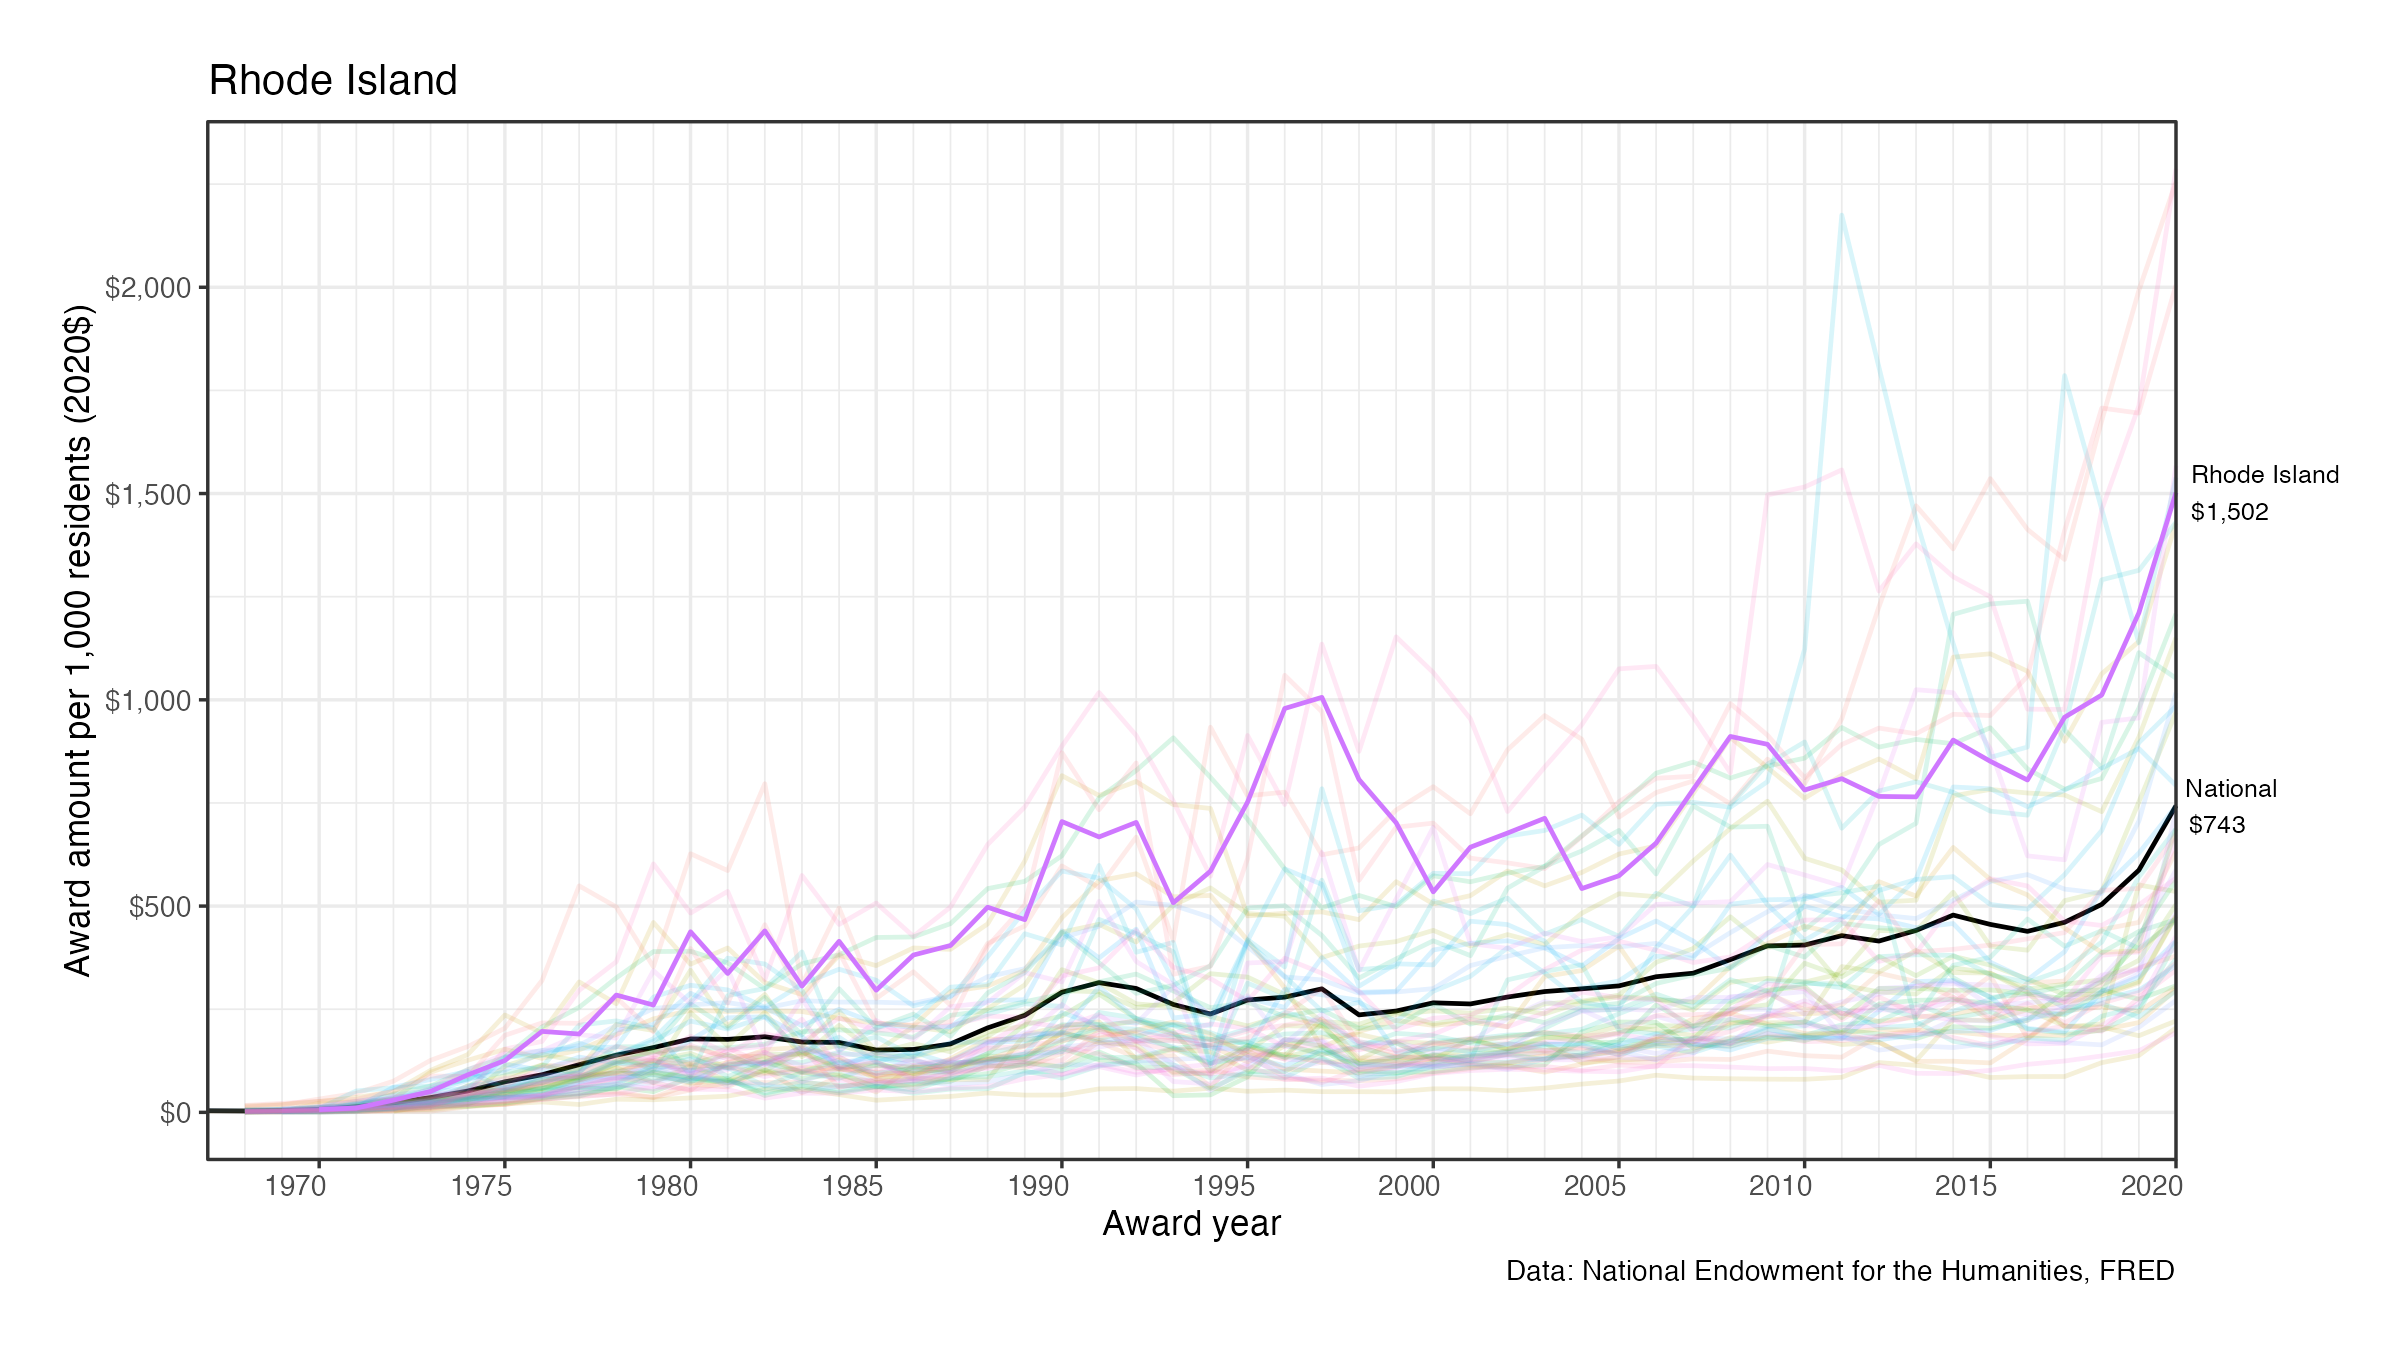 Rhode Island
Award amount per 1,000 residents (2020$)
$2,000
$1,500
$1,000
$500
$0
Rhode Island
$1,502
National
$743
1970 1975 1980 1985 1990 1995 2000 2005 2010 2015 2020
Award year
Data: National Endowment for the Humanities, FRED